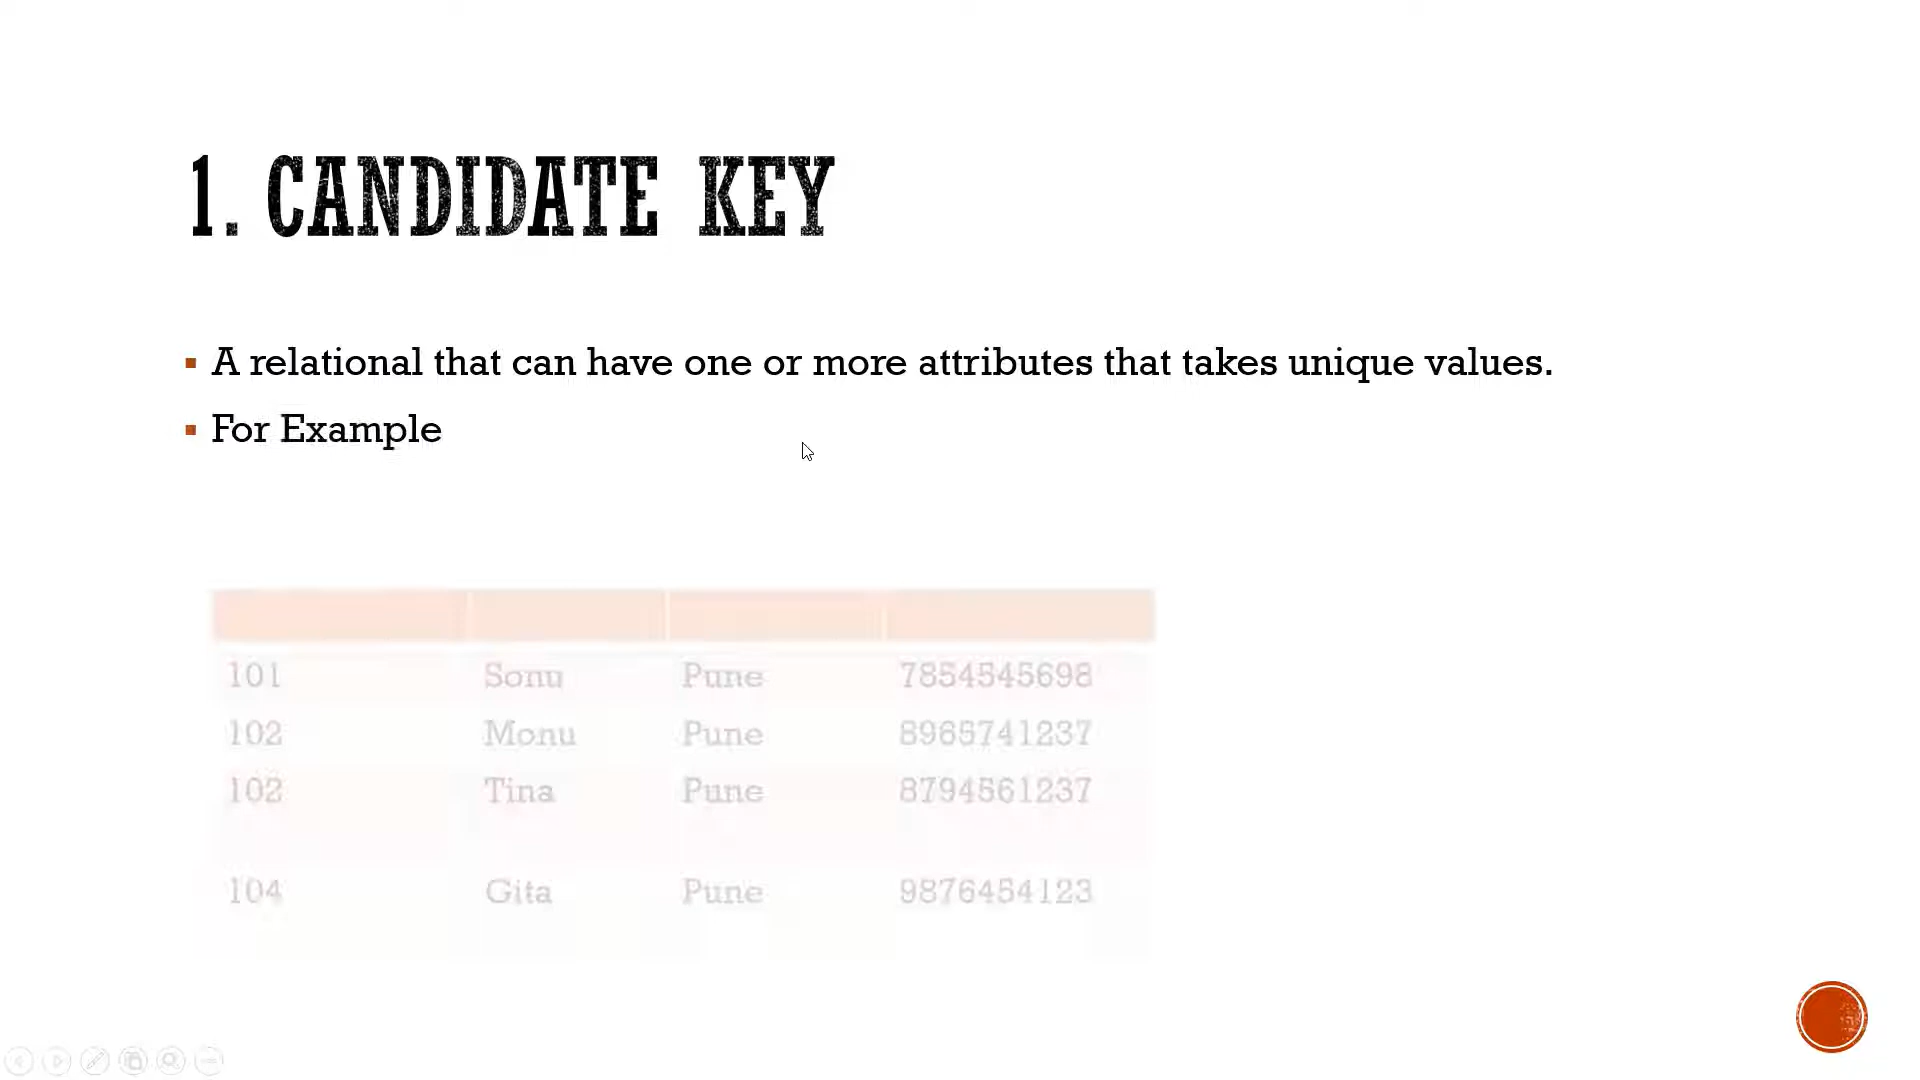 1. CANDIDATE KEY
A relational that can have one or more attributes that takes unique values.
For Example
101 Sonu Pune 7854545698
102 Monu Pune 8965741237
102 Tina Pune 8794561237
104 Gita Pune 9876454123